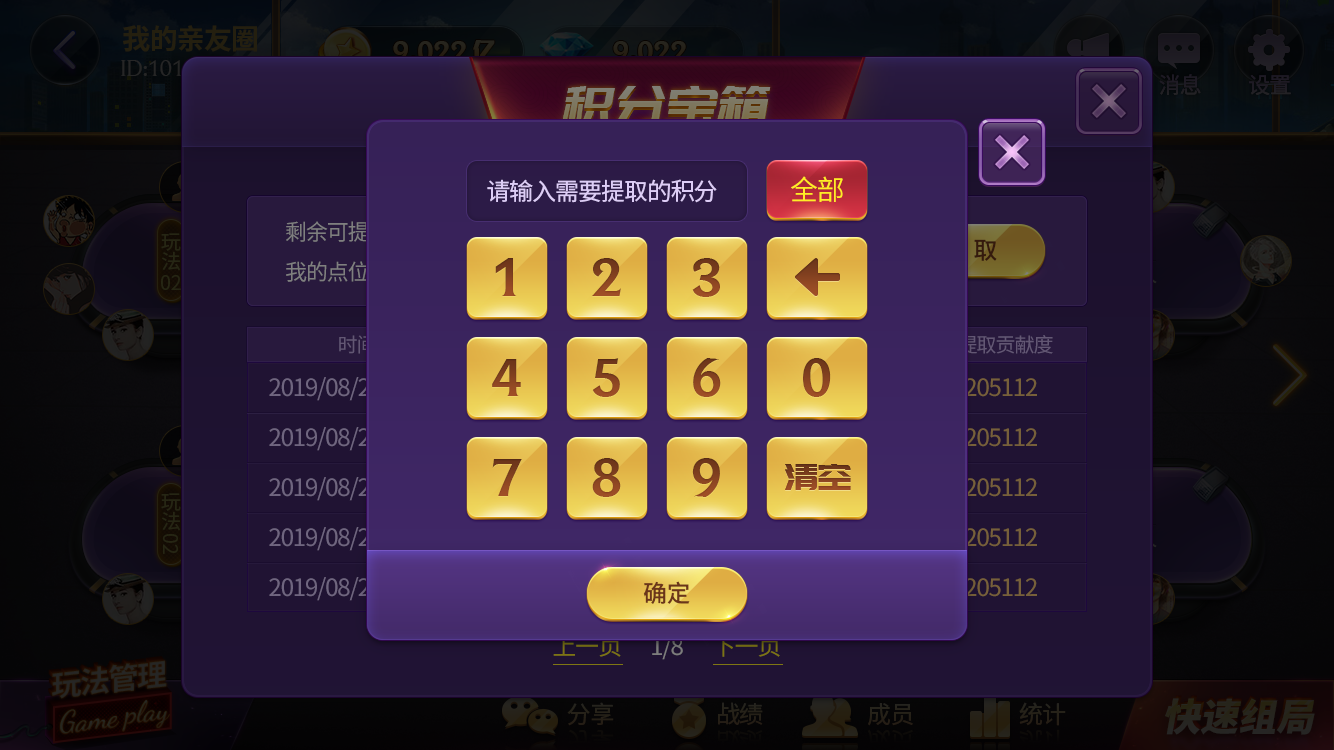 我的亲友圈
9,022亿
9,022
ID:101
消息
设置
积分宝箱
请输入需要提取的积分
全部
剩余可提
取
我的点位
1
2
3
玩法02
时间
提取贡献度
4
5
6
0
2019/08/2
205112
2019/08/2
205112
7
8
9
清空
2019/08/2
205112
玩法02
2019/08/2
205112
2019/08/2
205112
确定
上一页
1/8
下一页
玩法管理
Game play
分享
战绩
成员
统计
快速组局